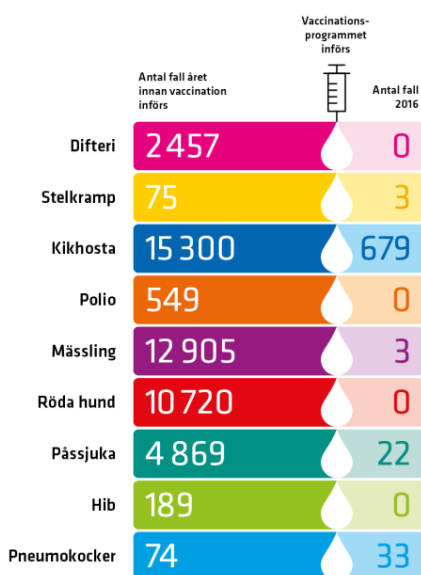 Vaccinations-
programmet
införs
Antal fall året
innan vaccination
införs
Antal fall
2016
Difteri 2 457 0
Stelkramp 75 3
Kikhosta 15 300 679
Polio 549 0
Mässling 12 905 3
Röda hund 10 720 0
Påssjuka 4 869 22
Hib 189 0
Pneumokocker 74 33